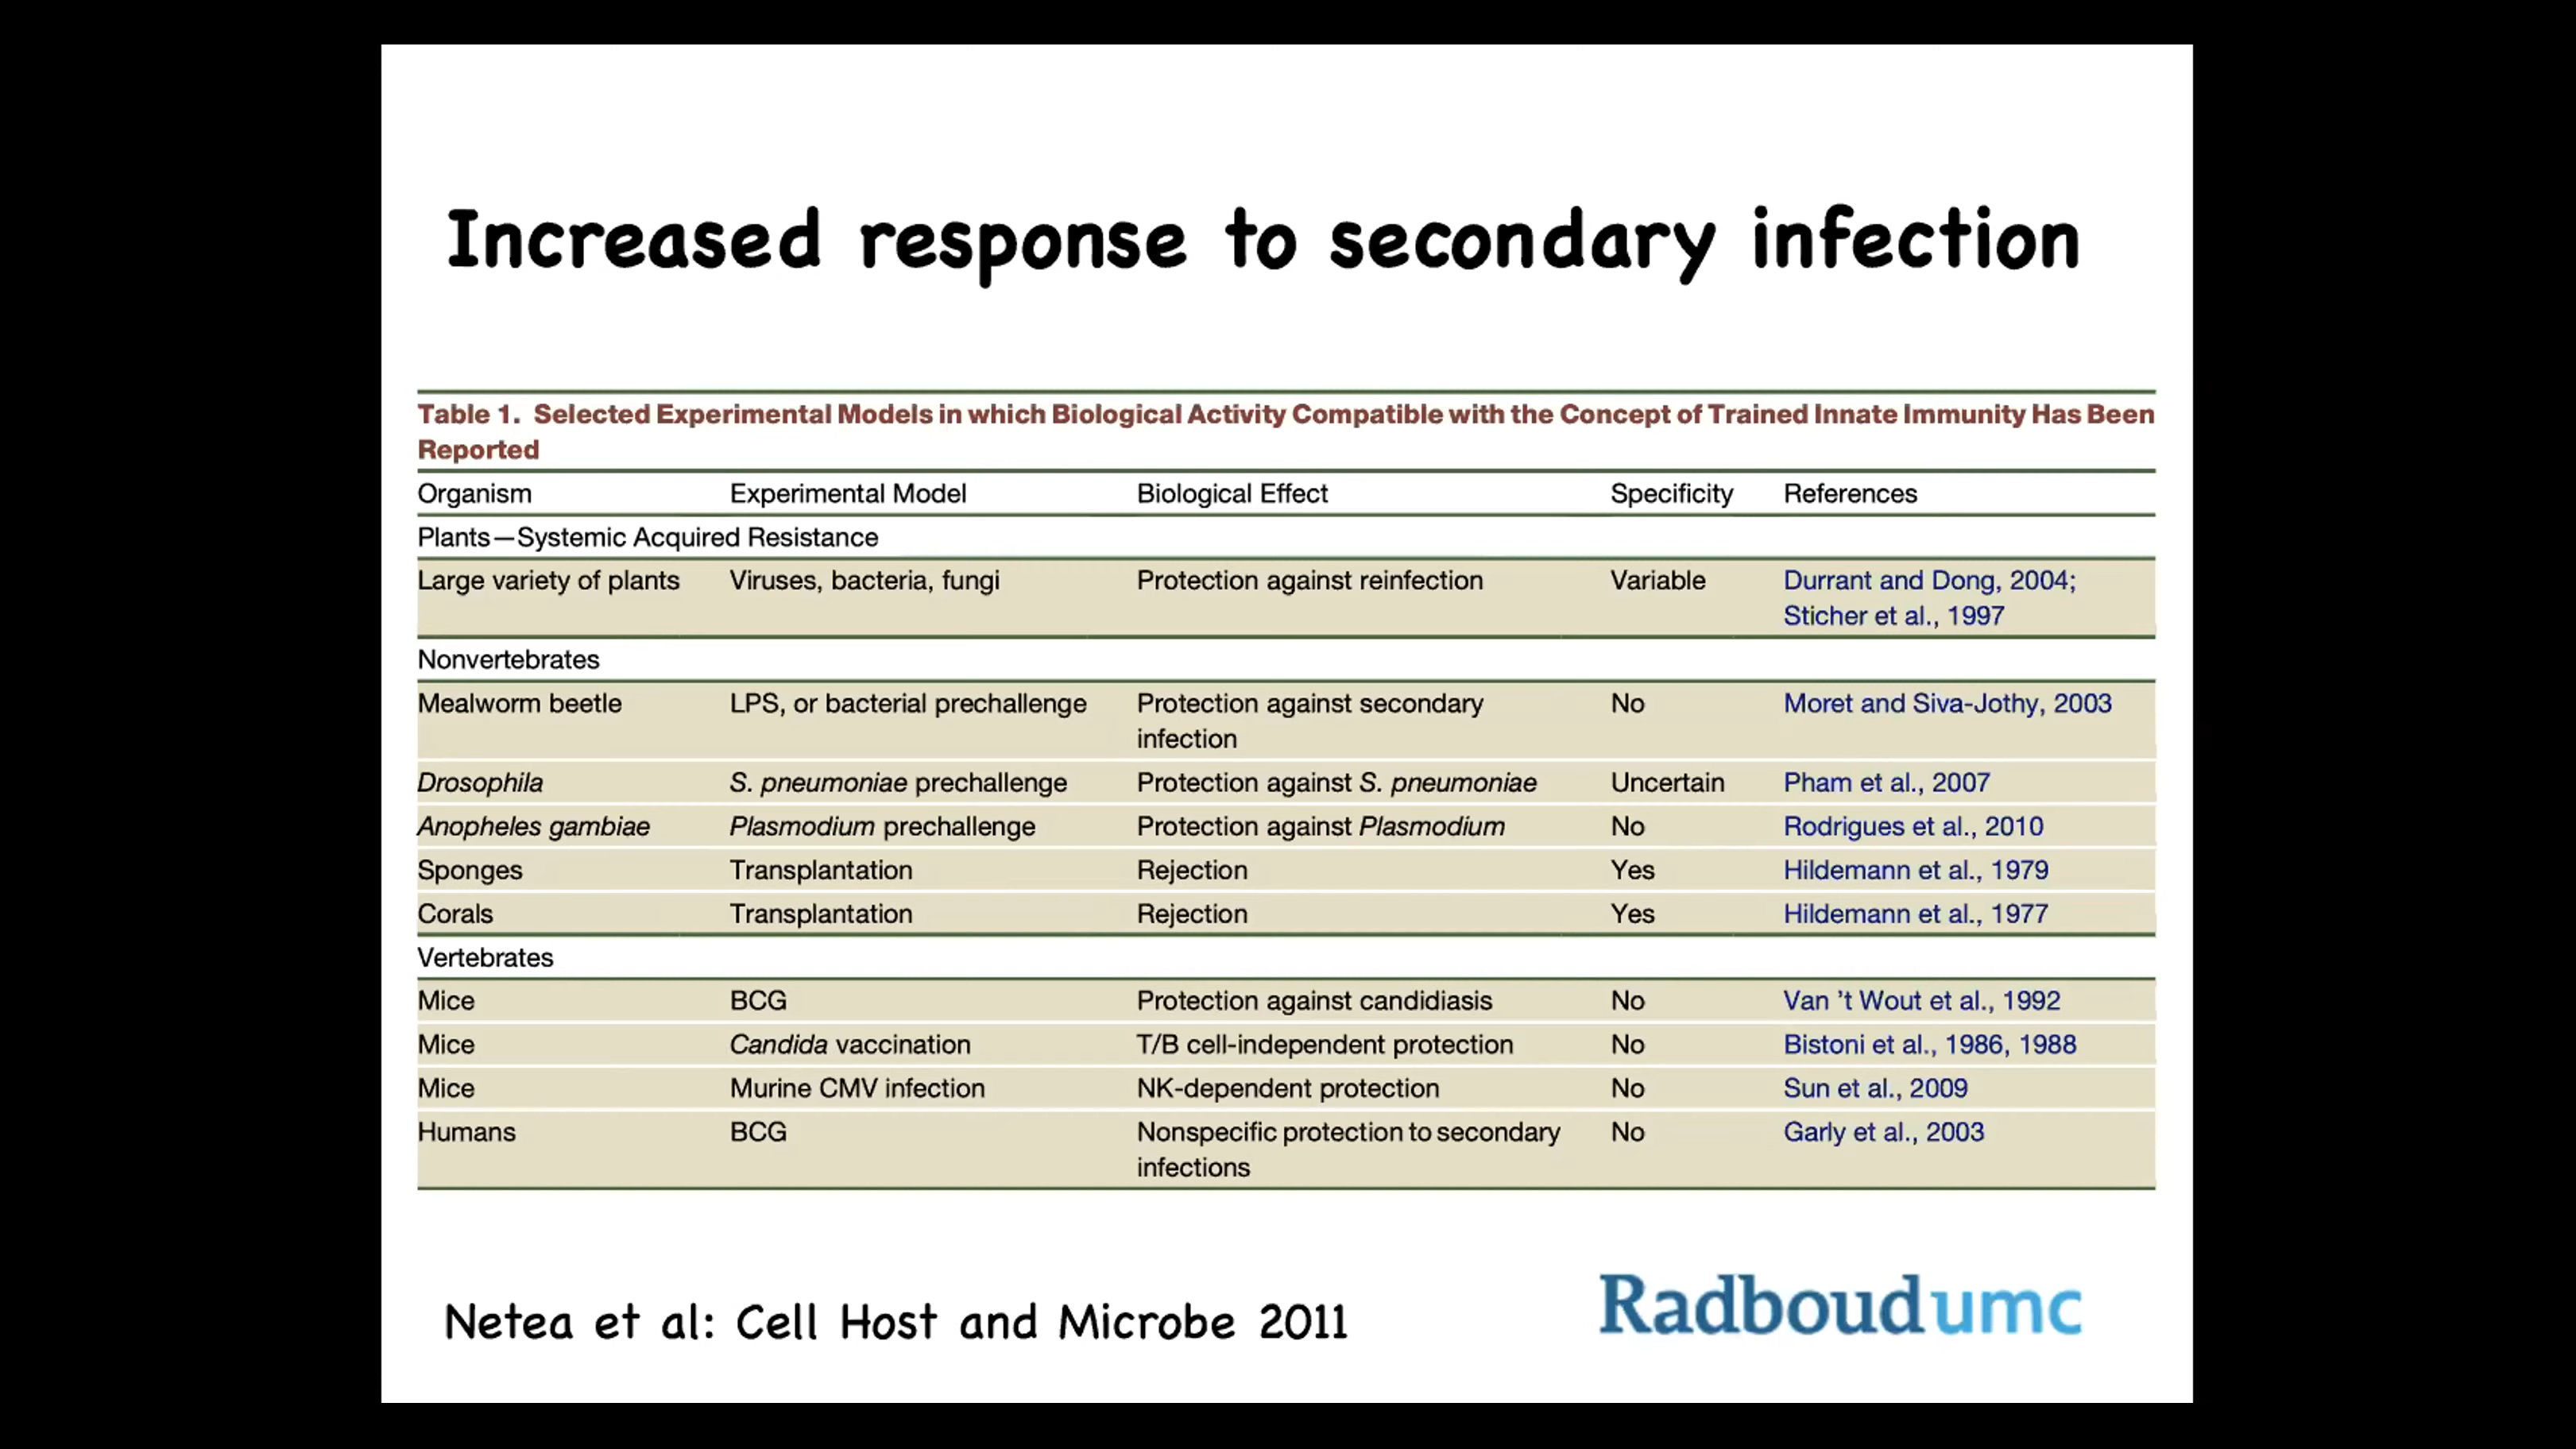 Increased response to secondary infection
Table 1. Selected Experimental Models in which Biological Activity Compatible with the Concept of Trained Innate Immunity Has Been
Reported
Organism Experimental Model Biological Effect Specificity References
Plants—Systemic Acquired Resistance
Large variety of plants Viruses, bacteria, fungi Protection against reinfection Variable Durrant and Dong, 2004;
Sticher et al., 1997
Nonvertebrates
Mealworm beetle LPS, or bacterial prechallenge Protection against secondary No Moret and Siva-Jothy, 2003
infection
Drosophila S. pneumoniae prechallenge Protection against S. pneumoniae Uncertain Pham et al., 2007
Anopheles gambiae Plasmodium prechallenge Protection against Plasmodium No Rodrigues et al., 2010
Sponges Transplantation Rejection Yes Hildemann et al., 1979
Corals Transplantation Rejection Yes Hildemann et al., 1977
Vertebrates
Mice BCG Protection against candidiasis No Van 't Wout et al., 1992
Mice Candida vaccination T/B cell-independent protection No Bistoni et al., 1986, 1988
Mice Murine CMV infection NK-dependent protection No Sun et al., 2009
Humans BCG Nonspecific protection to secondary No Garly et al., 2003
infections
Netea et al: Cell Host and Microbe 2011
Radboudumc